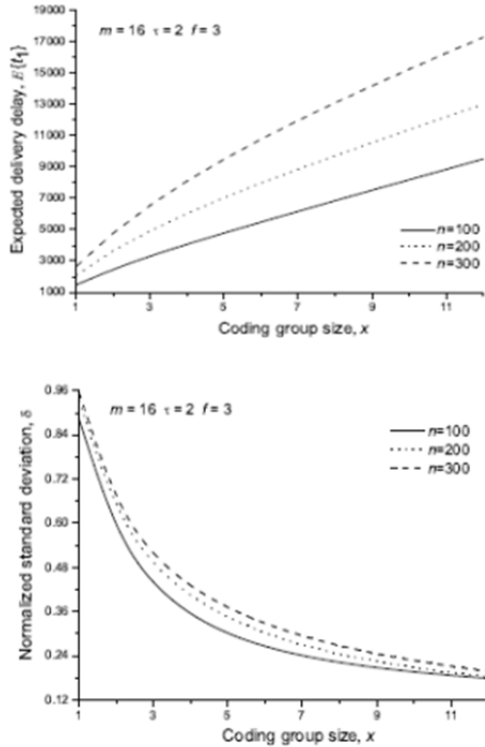 19000
m = 16 τ = 2 f = 3
17000
15000
13000
11000
9000
7000
5000
3000
1000
Expected delivery delay, E{t₁}
n=100
n=200
n=300
1 3 5 7 9 11
Coding group size, x
0.96
m = 16 τ = 2 f = 3
0.84
0.72
0.60
0.48
0.36
0.24
0.12
Normalized standard deviation, δ
n=100
n=200
n=300
1 3 5 7 9 11
Coding group size, x